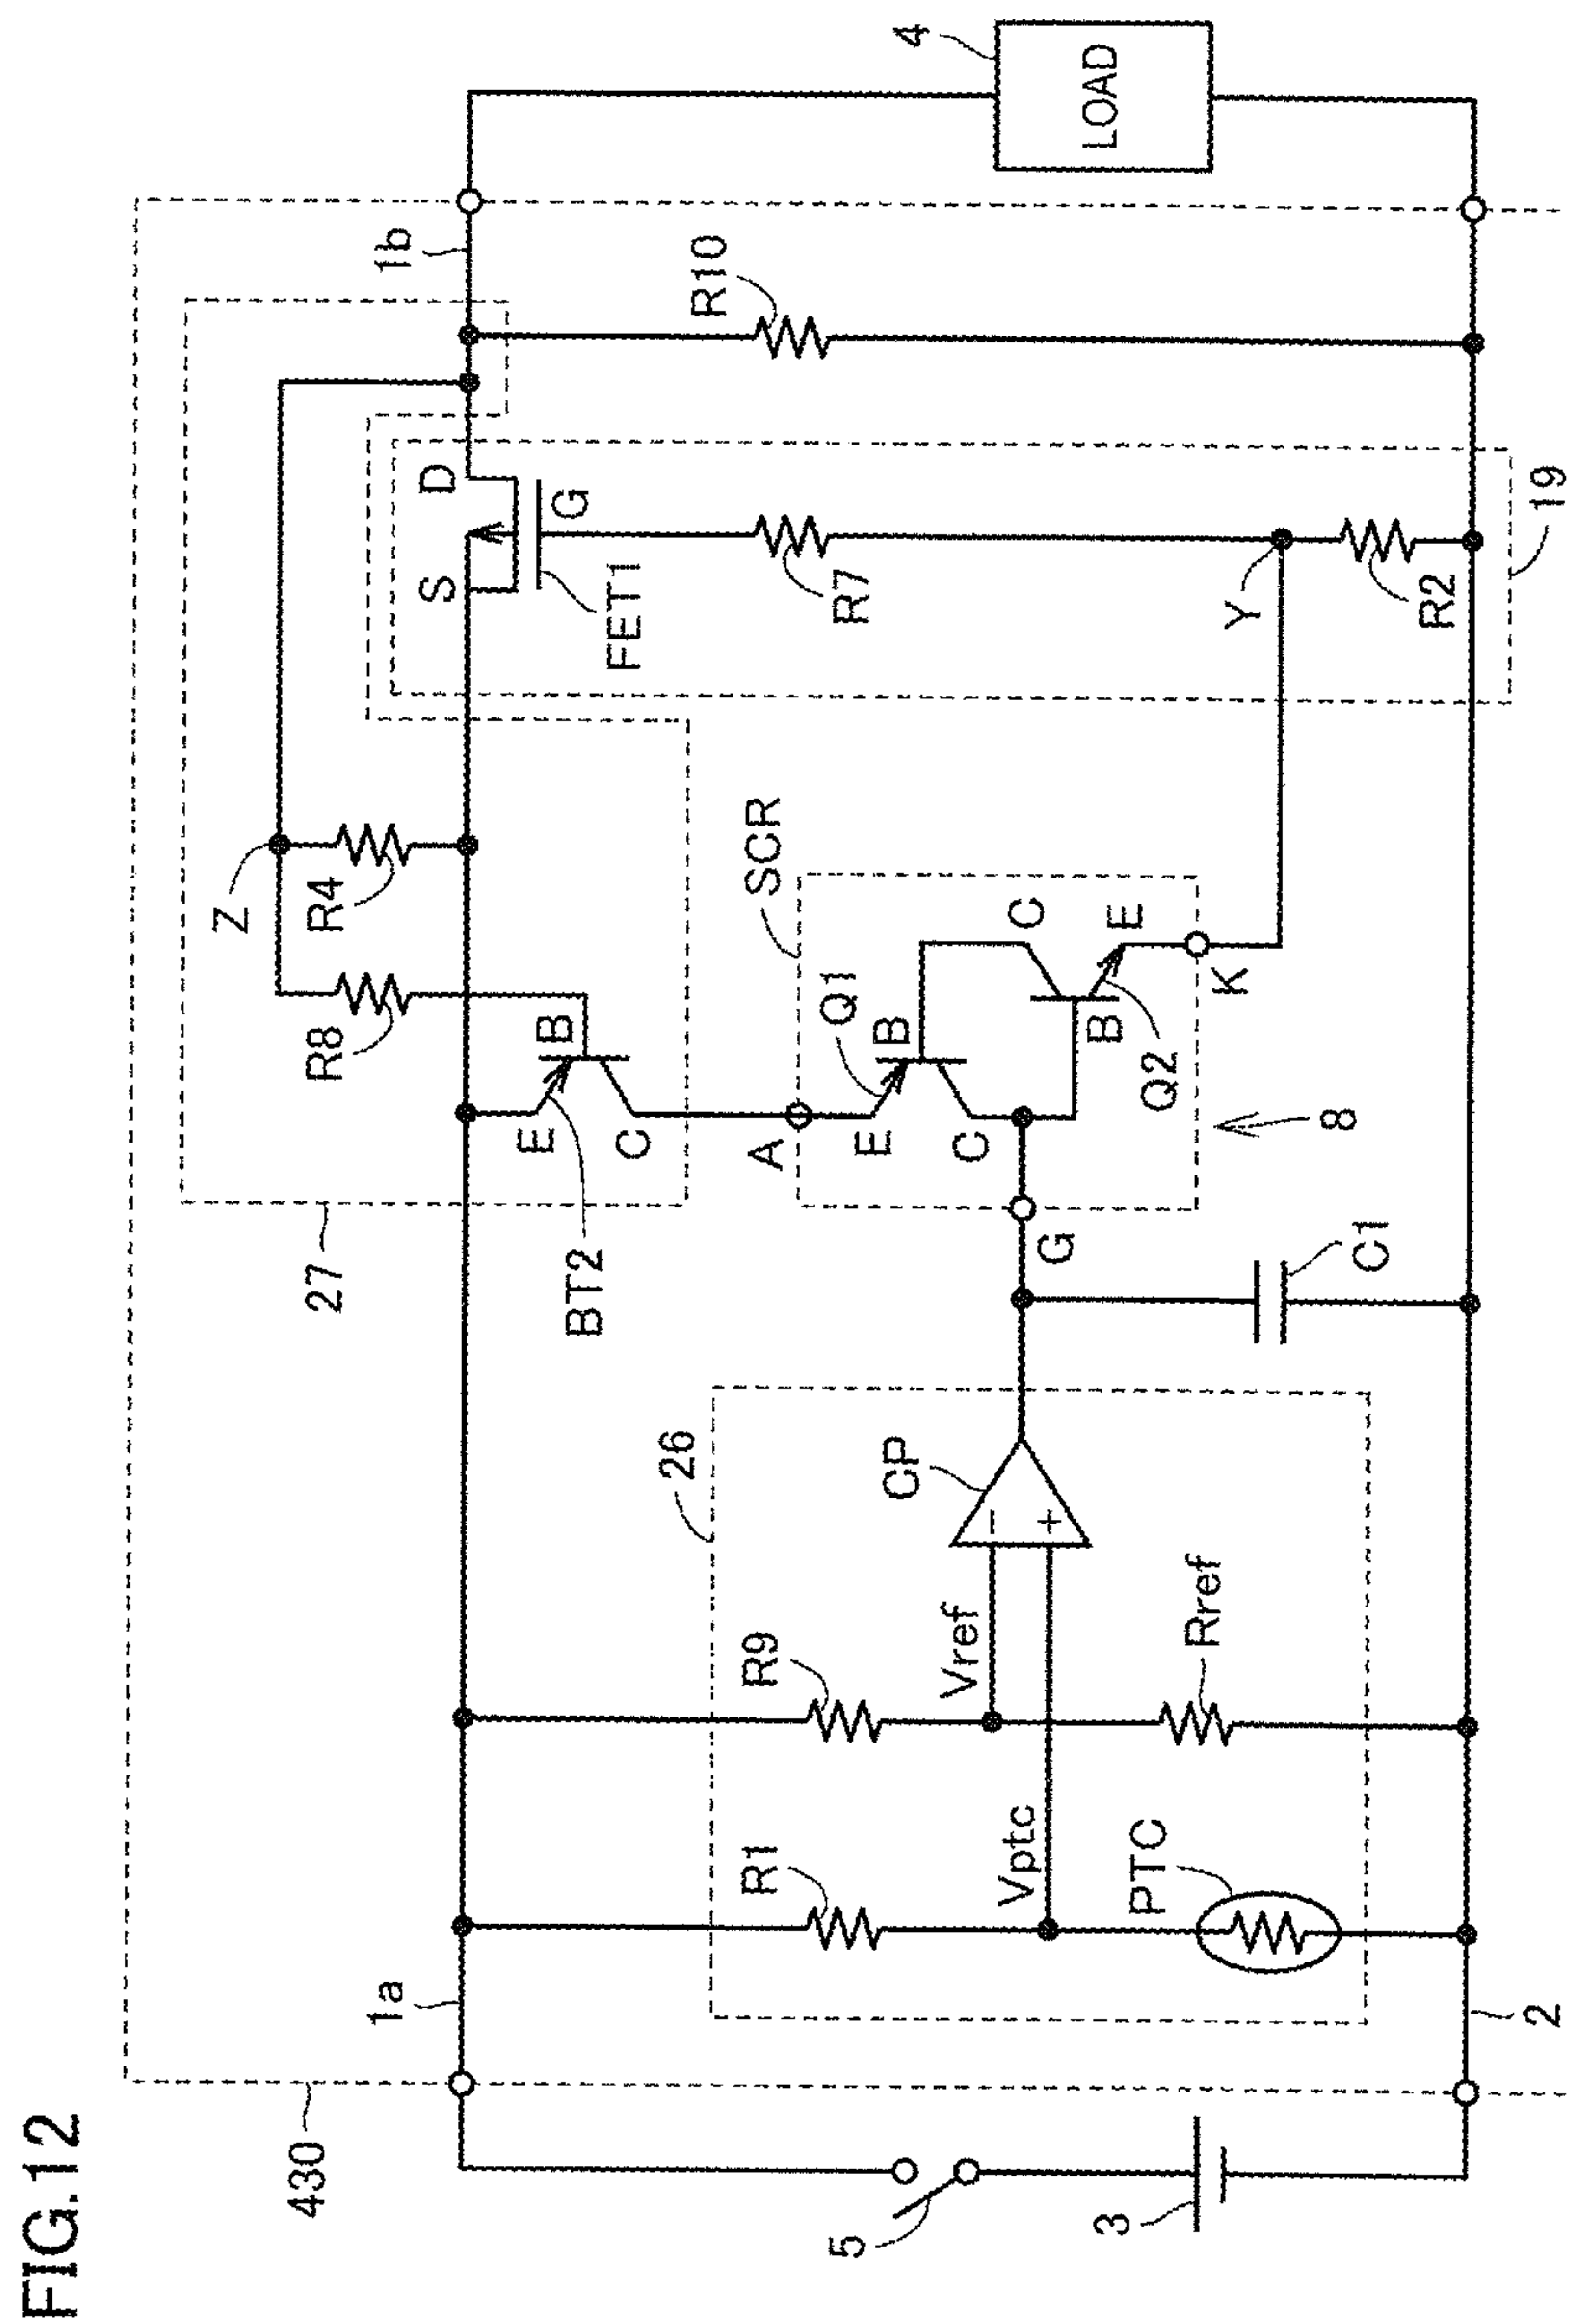 FIG.12
430
27
Z
1a
R8
R4
S
D
1b
4
E
B
C
BT2
FET1
G
R10
LOAD
26
R1
R9
CP
A
SCR
Q1
E
B
C
C
E
R7
Vptc
Vref
−
+
G
B
Q2
K
Y
5
3
PTC
Rref
C1
8
R2
2
19